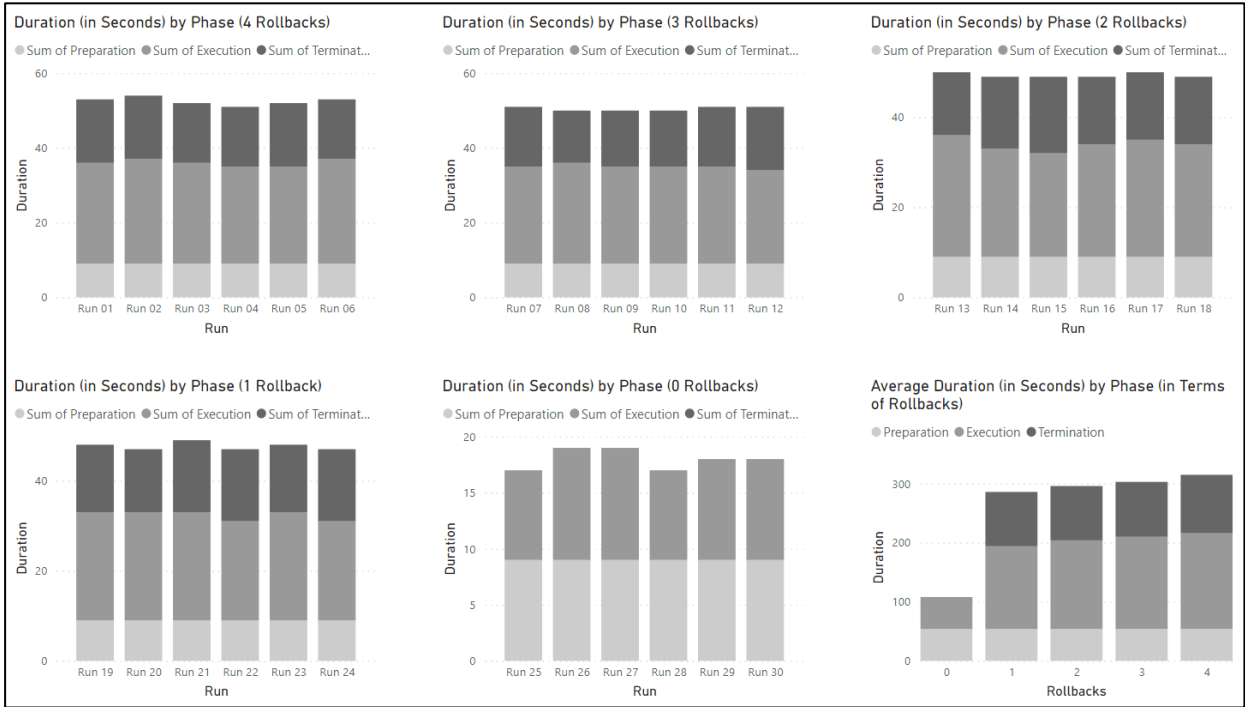 Duration (in Seconds) by Phase (4 Rollbacks)
Sum of Preparation Sum of Execution Sum of Terminat...
60
40
20
0
Duration
Run 01 Run 02 Run 03 Run 04 Run 05 Run 06
Run
Duration (in Seconds) by Phase (3 Rollbacks)
Sum of Preparation Sum of Execution Sum of Terminat...
60
40
20
0
Duration
Run 07 Run 08 Run 09 Run 10 Run 11 Run 12
Run
Duration (in Seconds) by Phase (2 Rollbacks)
Sum of Preparation Sum of Execution Sum of Terminat...
40
20
0
Duration
Run 13 Run 14 Run 15 Run 16 Run 17 Run 18
Run
Duration (in Seconds) by Phase (1 Rollback)
Sum of Preparation Sum of Execution Sum of Terminat...
40
20
0
Duration
Run 19 Run 20 Run 21 Run 22 Run 23 Run 24
Run
Duration (in Seconds) by Phase (0 Rollbacks)
Sum of Preparation Sum of Execution Sum of Terminat...
20
15
10
5
0
Duration
Run 25 Run 26 Run 27 Run 28 Run 29 Run 30
Run
Average Duration (in Seconds) by Phase (in Terms
of Rollbacks)
Preparation Execution Termination
300
200
100
0
Duration
0 1 2 3 4
Rollbacks